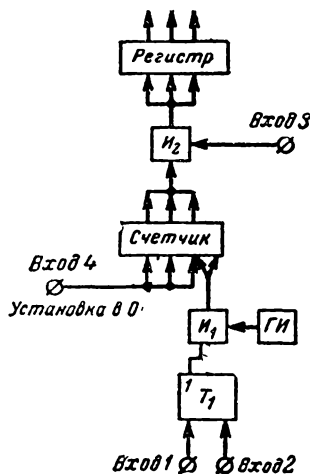 Регистр
И₂
Вход 3
Счетчик
Вход 4
Установка в 0
И₁
ГИ
1
Т₁
Вход 1
Вход 2